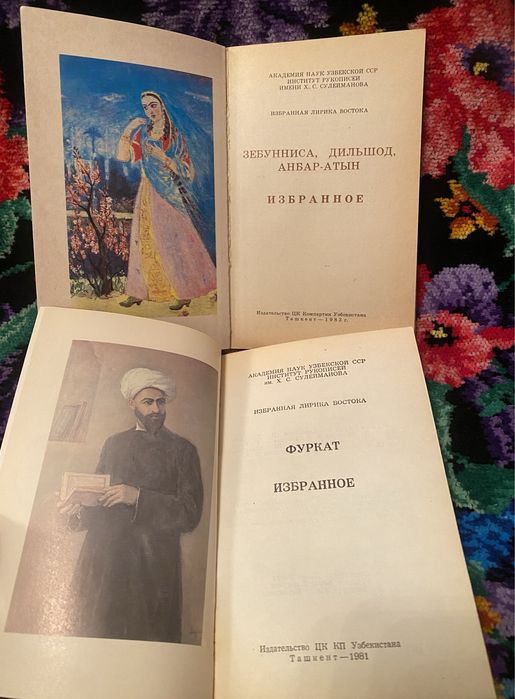 АКАДЕМИЯ НАУК УЗБЕКСКОЙ ССР
ИНСТИТУТ РУКОПИСЕЙ
ИМЕНИ Х. С. СУЛЕЙМАНОВА
ИЗБРАННАЯ ЛИРИКА ВОСТОКА
ЗЕБУННИСА, ДИЛЬШОД,
АНБАР-АТЫН
ИЗБРАННОЕ
Издательство ЦК Компартии Узбекистана
Ташкент—1983 г.
АКАДЕМИЯ НАУК УЗБЕКСКОЙ ССР
ИНСТИТУТ РУКОПИСЕЙ
им. Х. С. СУЛЕЙМАНОВА
ИЗБРАННАЯ ЛИРИКА ВОСТОКА
ФУРКАТ
ИЗБРАННОЕ
Издательство ЦК КП Узбекистана
Ташкент—1981